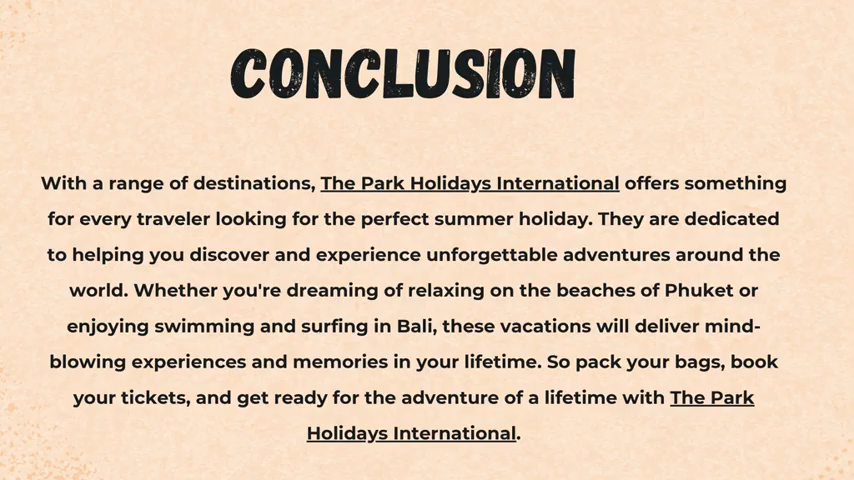 CONCLUSION
With a range of destinations, The Park Holidays International offers something
for every traveler looking for the perfect summer holiday. They are dedicated
to helping you discover and experience unforgettable adventures around the
world. Whether you're dreaming of relaxing on the beaches of Phuket or
enjoying swimming and surfing in Bali, these vacations will deliver mind-
blowing experiences and memories in your lifetime. So pack your bags, book
your tickets, and get ready for the adventure of a lifetime with The Park
Holidays International.